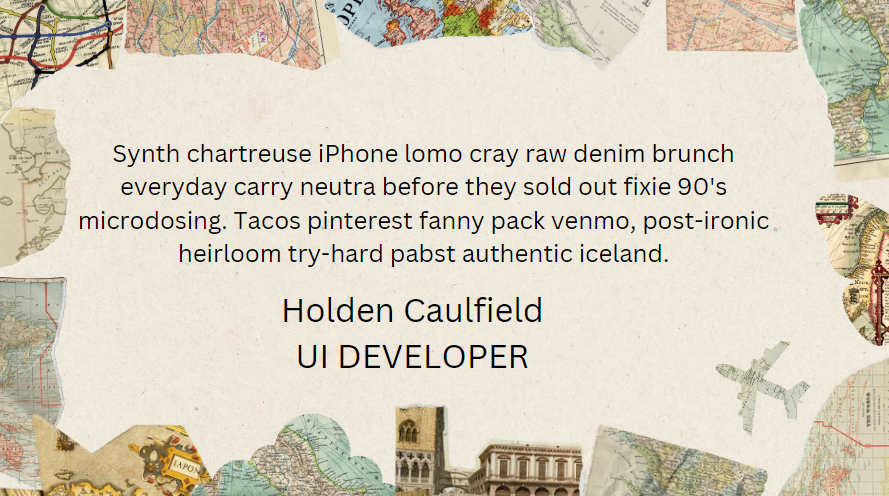 Synth chartreuse iPhone lomo cray raw denim brunch
everyday carry neutra before they sold out fixie 90's
microdosing. Tacos pinterest fanny pack venmo, post-ironic
heirloom try-hard pabst authentic iceland.
Holden Caulfield
UI DEVELOPER
IAPON